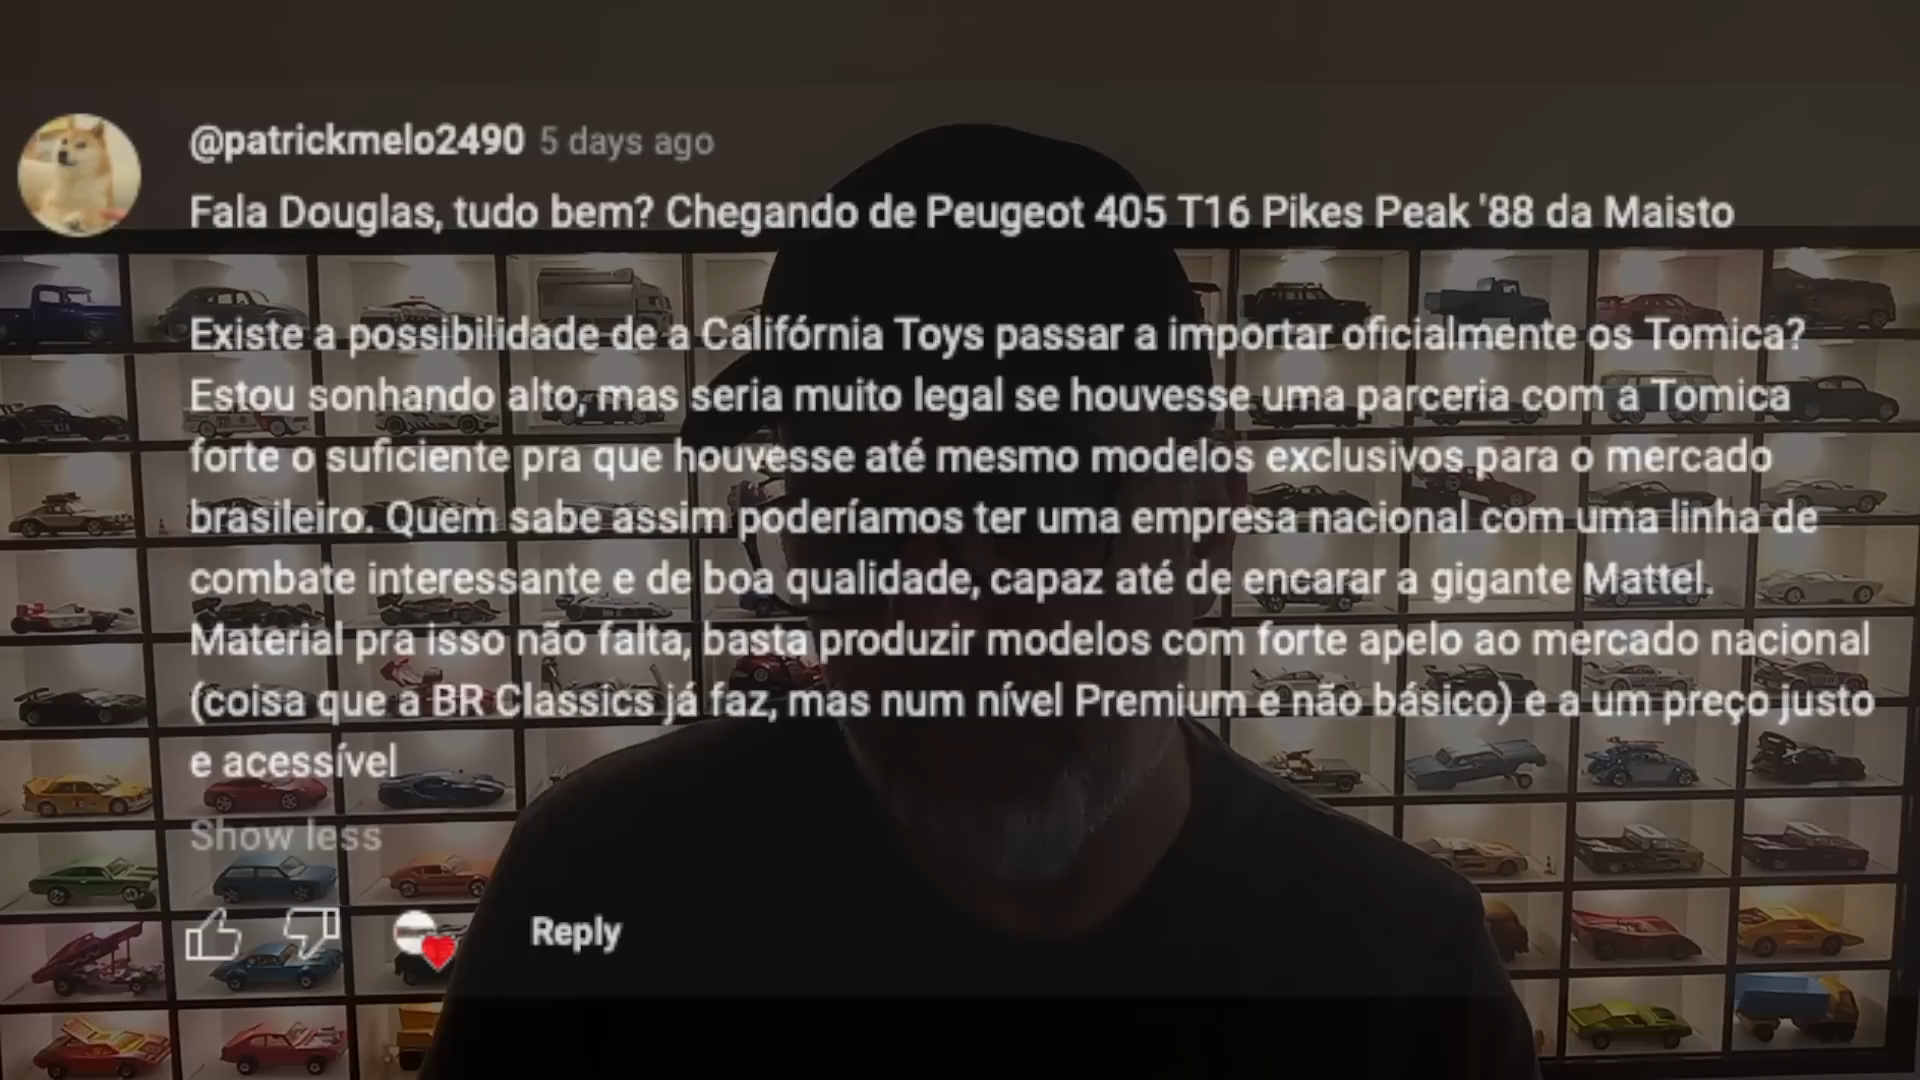 @patrickmelo2490 5 days ago
Fala Douglas, tudo bem? Chegando de Peugeot 405 T16 Pikes Peak '88 da Maisto
Existe a possibilidade de a Califórnia Toys passar a importar oficialmente os Tomica?
Estou sonhando alto, mas seria muito legal se houvesse uma parceria com a Tomica
forte o suficiente pra que houvesse até mesmo modelos exclusivos para o mercado
brasileiro. Quem sabe assim poderíamos ter uma empresa nacional com uma linha de
combate interessante e de boa qualidade, capaz até de encarar a gigante Mattel.
Material pra isso não falta, basta produzir modelos com forte apelo ao mercado nacional
(coisa que a BR Classics já faz, mas num nível Premium e não básico) e a um preço justo
e acessível
Show less
Reply